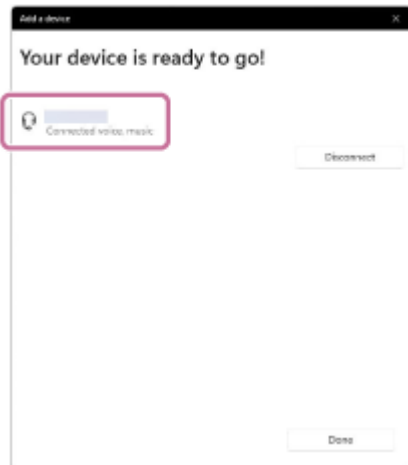 Add a device
Your device is ready to go!
Connected voice, music
Disconnect
Done